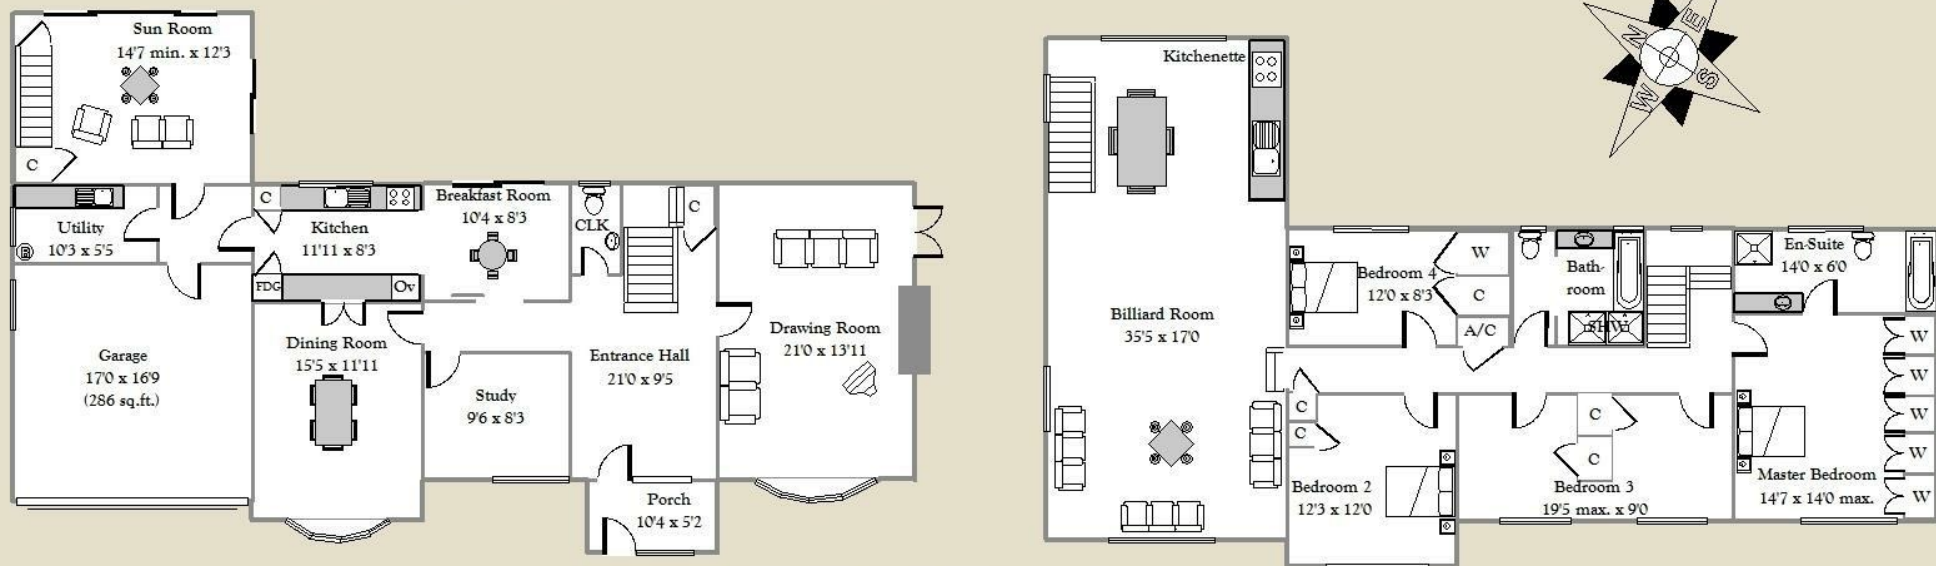 Sun Room
14'7 min. x 12'3
C
Utility
10'3 x 5'5
B
C
Kitchen
11'11 x 8'3
FDG
Ov
Breakfast Room
10'4 x 8'3
CLK
C
Garage
17'0 x 16'9
(286 sq.ft.)
Dining Room
15'5 x 11'11
Study
9'6 x 8'3
Entrance Hall
21'0 x 9'5
Drawing Room
21'0 x 13'11
Porch
10'4 x 5'2
Kitchenette
Billiard Room
35'5 x 17'0
Bedroom 4
12'0 x 8'3
W
C
A/C
Bath-
room
SHW
En-Suite
14'0 x 6'0
C
C
Bedroom 2
12'3 x 12'0
C
C
Bedroom 3
19'5 max. x 9'0
Master Bedroom
14'7 x 14'0 max.
W
W
W
W
W
N
E
S
W